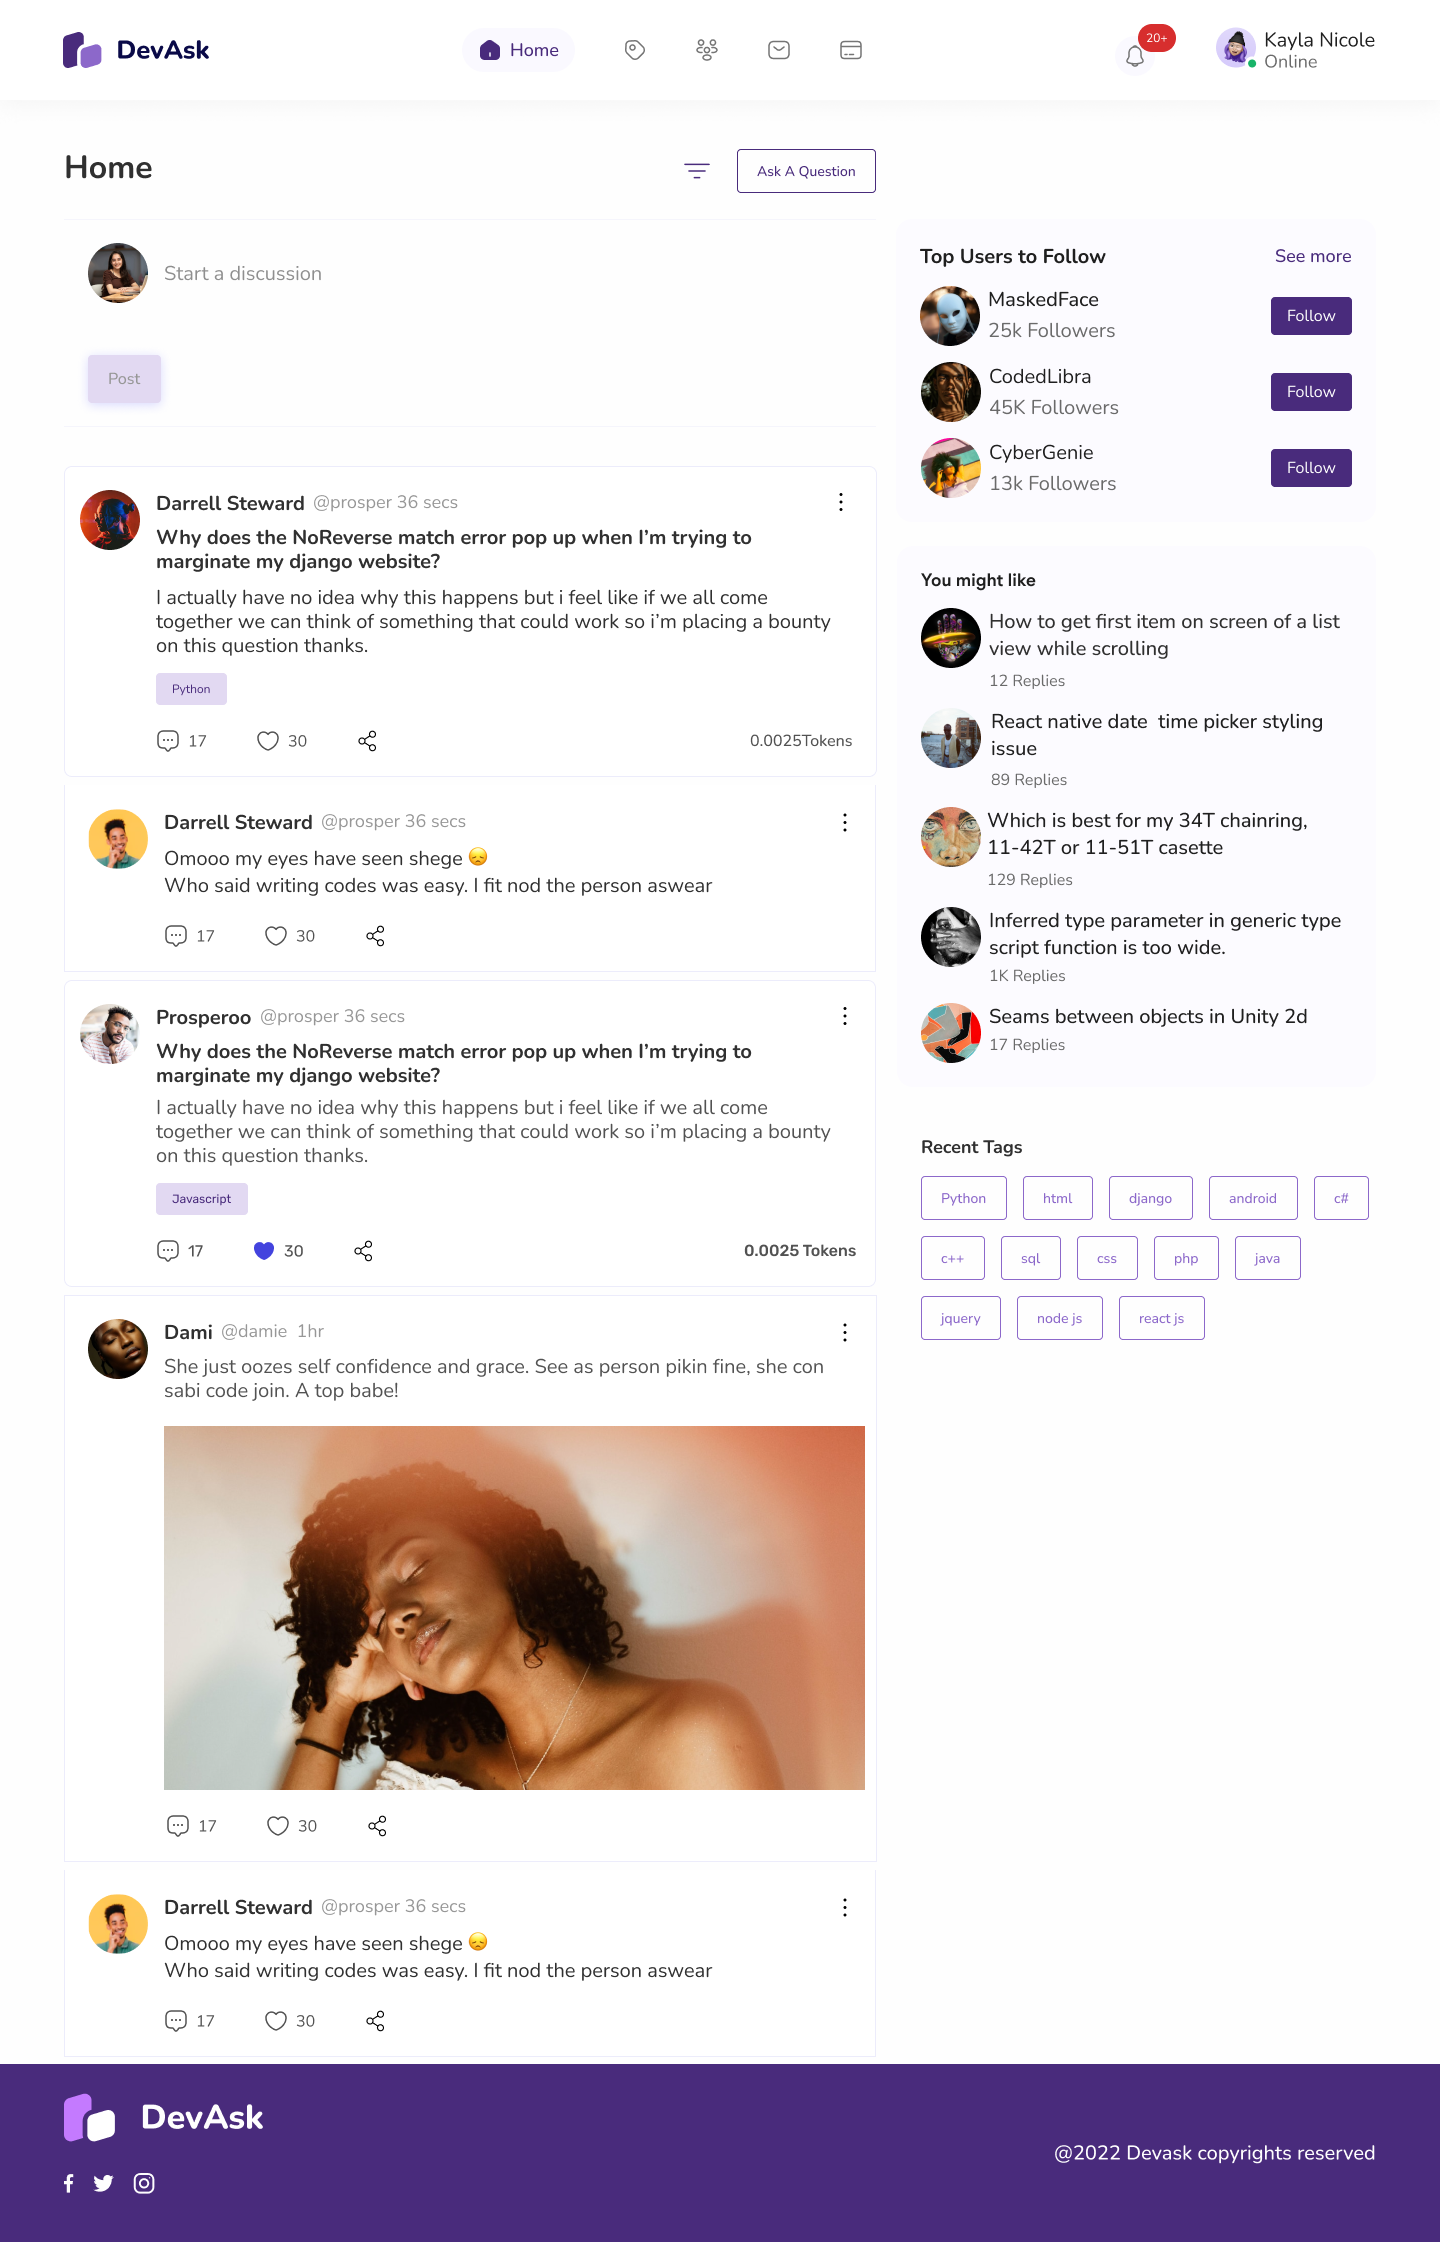 DevAsk
Home
20+
Kayla Nicole
Online
Home
Ask A Question
Start a discussion
Post
Darrell Steward @prosper 36 secs
Why does the NoReverse match error pop up when I’m trying to
marginate my django website?
I actually have no idea why this happens but i feel like if we all come
together we can think of something that could work so i’m placing a bounty
on this question thanks.
Python
17 30 0.0025Tokens
Darrell Steward @prosper 36 secs
Omooo my eyes have seen shege 😞
Who said writing codes was easy. I fit nod the person aswear
17 30
Prosperoo @prosper 36 secs
Why does the NoReverse match error pop up when I’m trying to
marginate my django website?
I actually have no idea why this happens but i feel like if we all come
together we can think of something that could work so i’m placing a bounty
on this question thanks.
Javascript
17 30 0.0025 Tokens
Dami @damie 1hr
She just oozes self confidence and grace. See as person pikin fine, she con
sabi code join. A top babe!
17 30
Darrell Steward @prosper 36 secs
Omooo my eyes have seen shege 😞
Who said writing codes was easy. I fit nod the person aswear
17 30
Top Users to Follow See more
MaskedFace
25k Followers
Follow
CodedLibra
45K Followers
Follow
CyberGenie
13k Followers
Follow
You might like
How to get first item on screen of a list
view while scrolling
12 Replies
React native date time picker styling
issue
89 Replies
Which is best for my 34T chainring,
11-42T or 11-51T casette
129 Replies
Inferred type parameter in generic type
script function is too wide.
1K Replies
Seams between objects in Unity 2d
17 Replies
Recent Tags
Python html django android c#
c++ sql css php java
jquery node js react js
DevAsk
@2022 Devask copyrights reserved